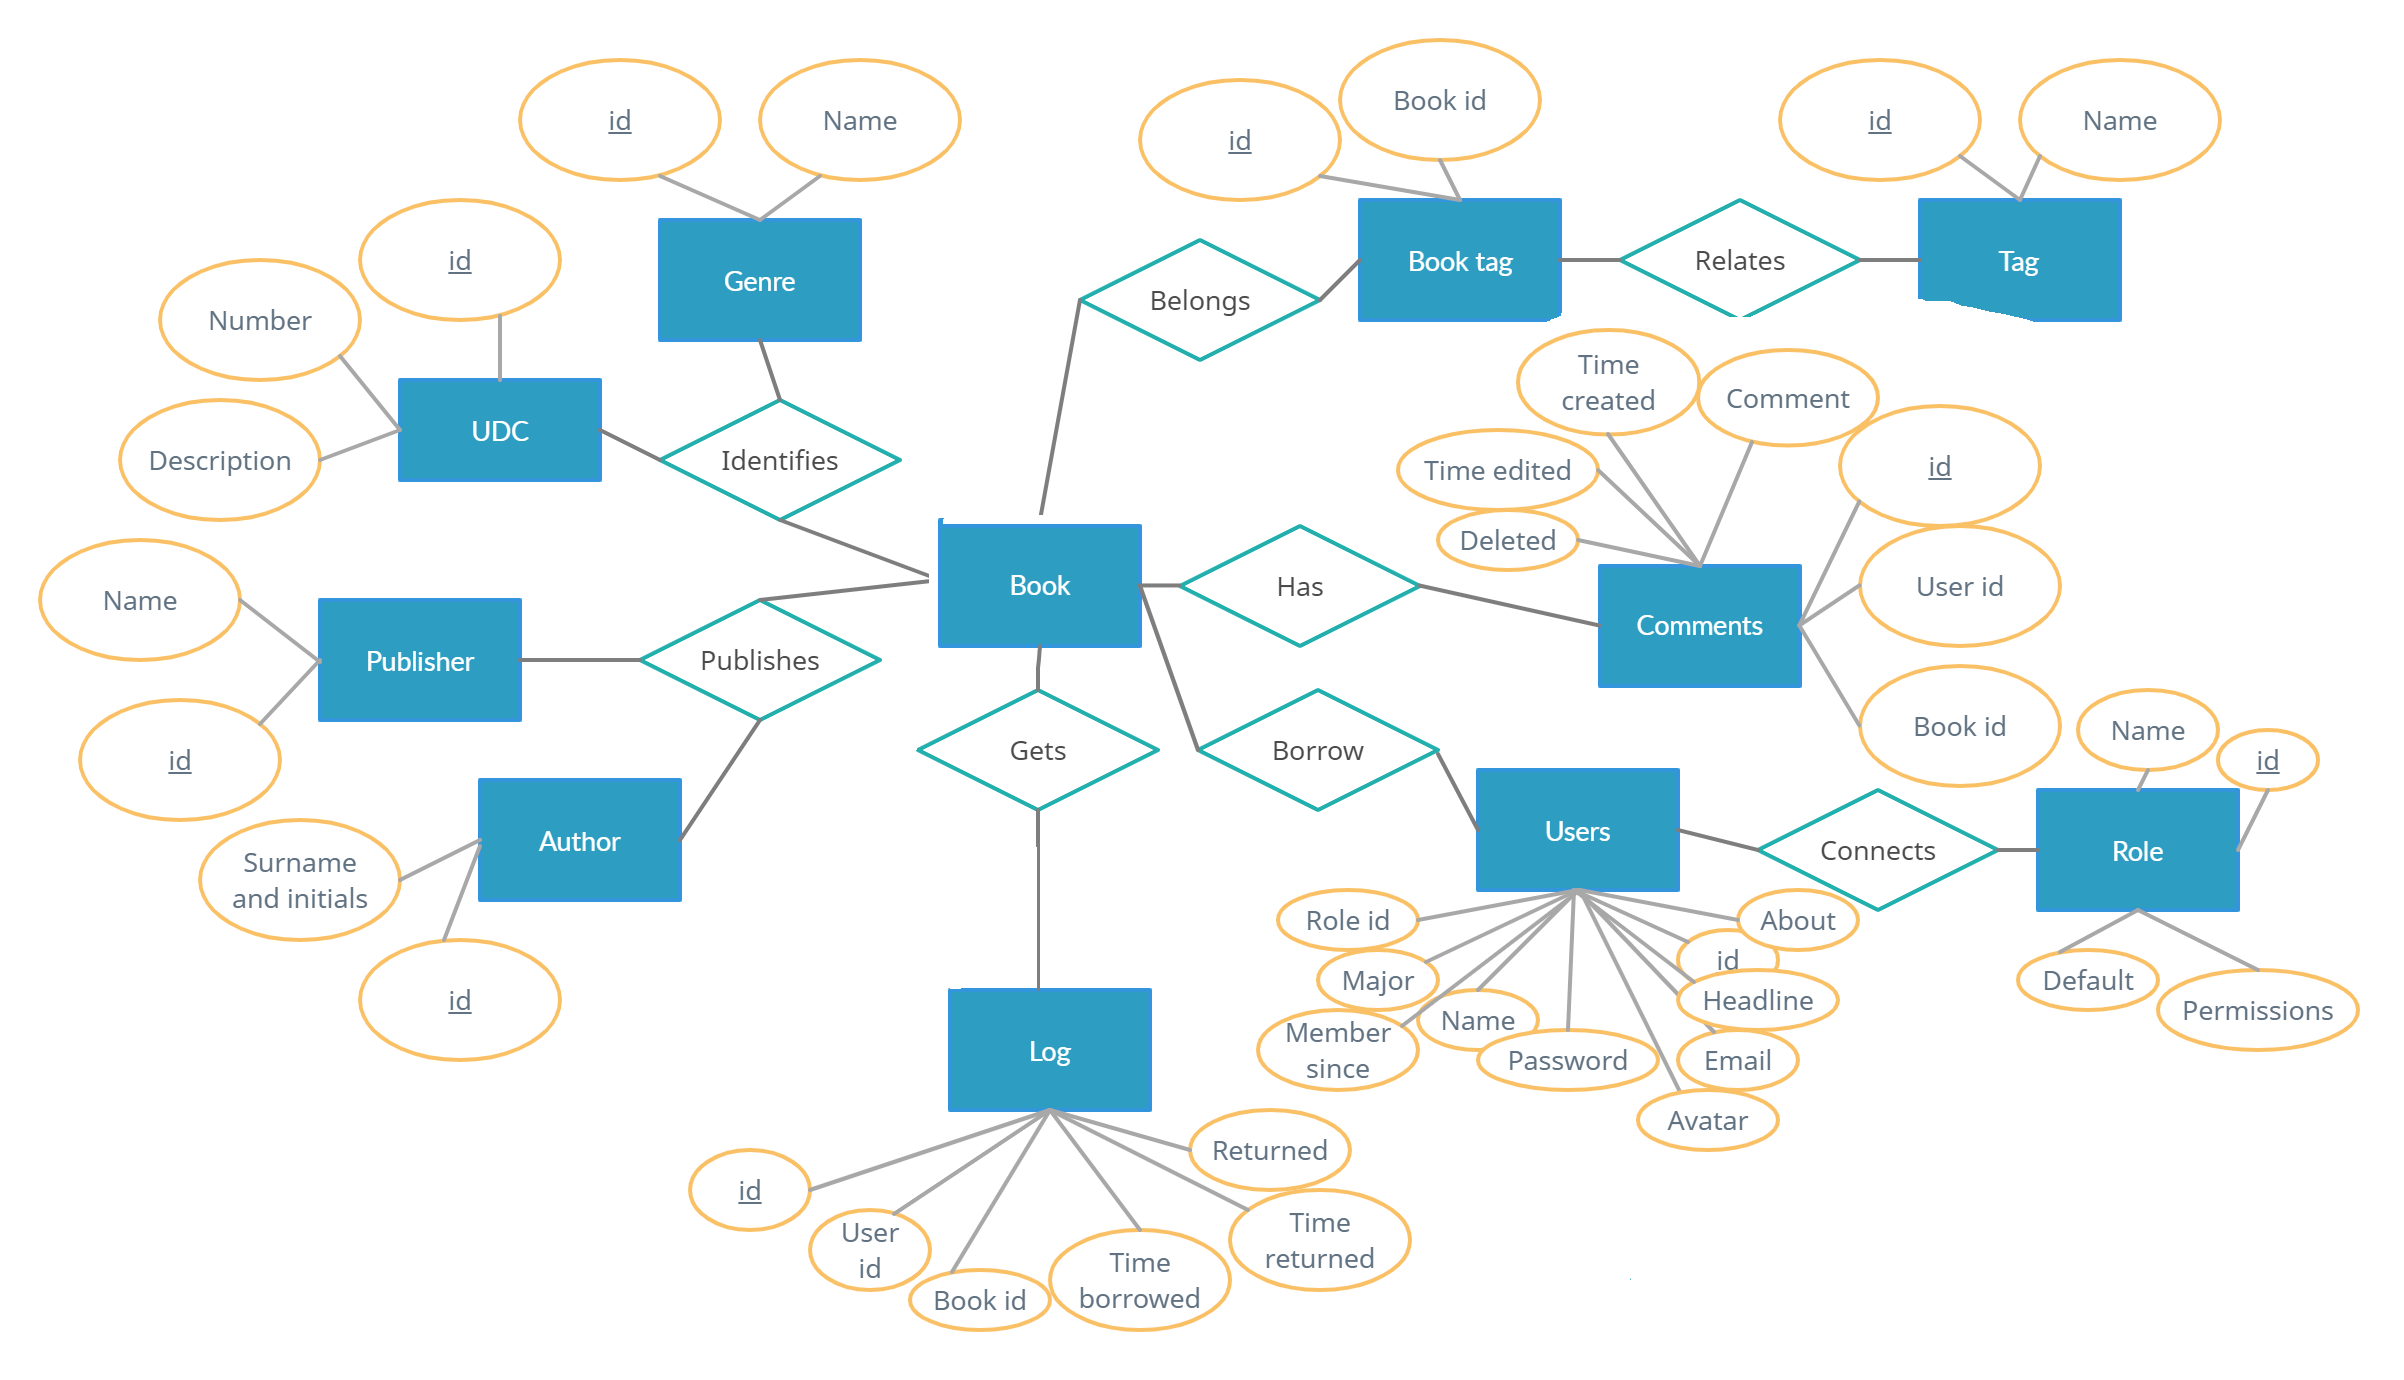 id
Name
Book id
id
id
Name
id
Number
Genre
Book tag
Relates
Tag
Belongs
Time
created
Comment
UDC
Description
Identifies
Time edited
id
Deleted
Name
Book
Has
User id
Comments
Publisher
Publishes
Book id
id
Gets
Borrow
Name
id
Author
Users
Connects
Role
Surname
and initials
Role id
About
id
Major
Default
Headline
Permissions
id
Name
Member
since
Log
Password
Email
Avatar
Returned
id
User
id
Time
returned
Book id
Time
borrowed